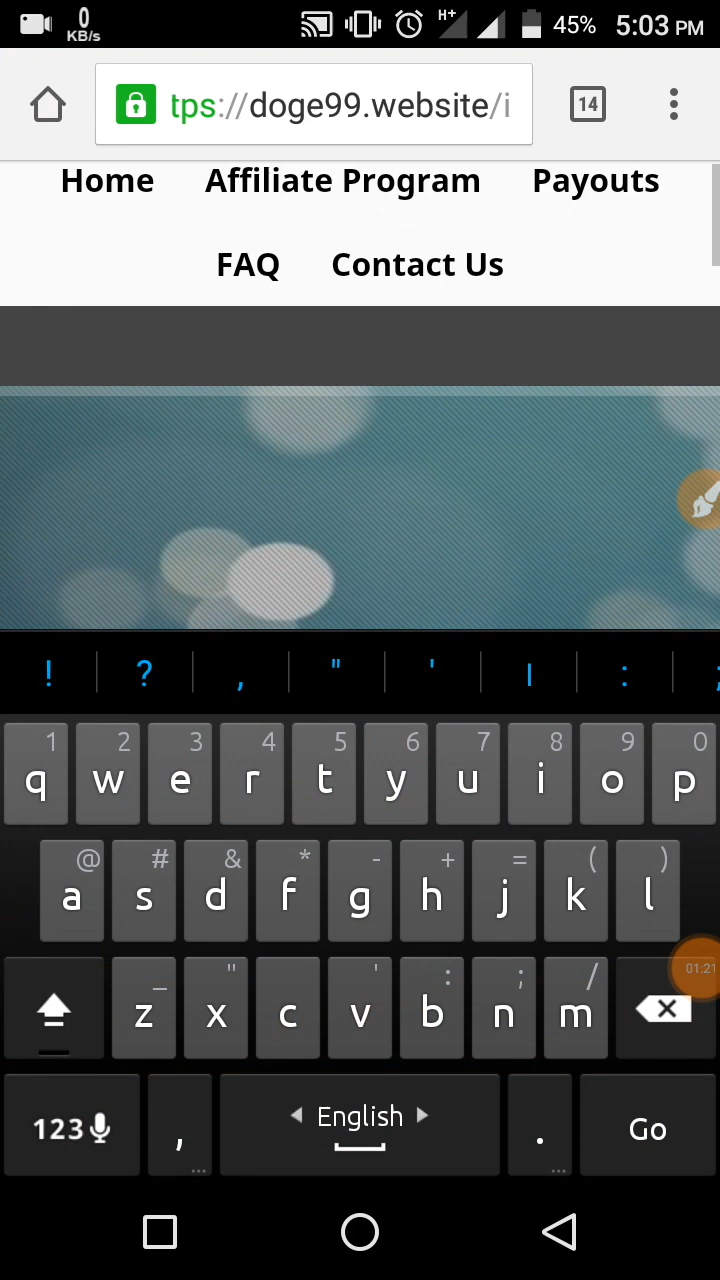 0
KB/s
H+
45%
5:03 PM
tps://doge99.website/i
14
Home Affiliate Program Payouts
FAQ Contact Us
! ? , " ' : ;
1 2 3 4 5 6 7 8 9 0
q w e r t y u i o p
@ # & * - + = ( )
a s d f g h j k l
_ " ' : ; /
z x c v b n m
01:21
123 , English . Go
... ...